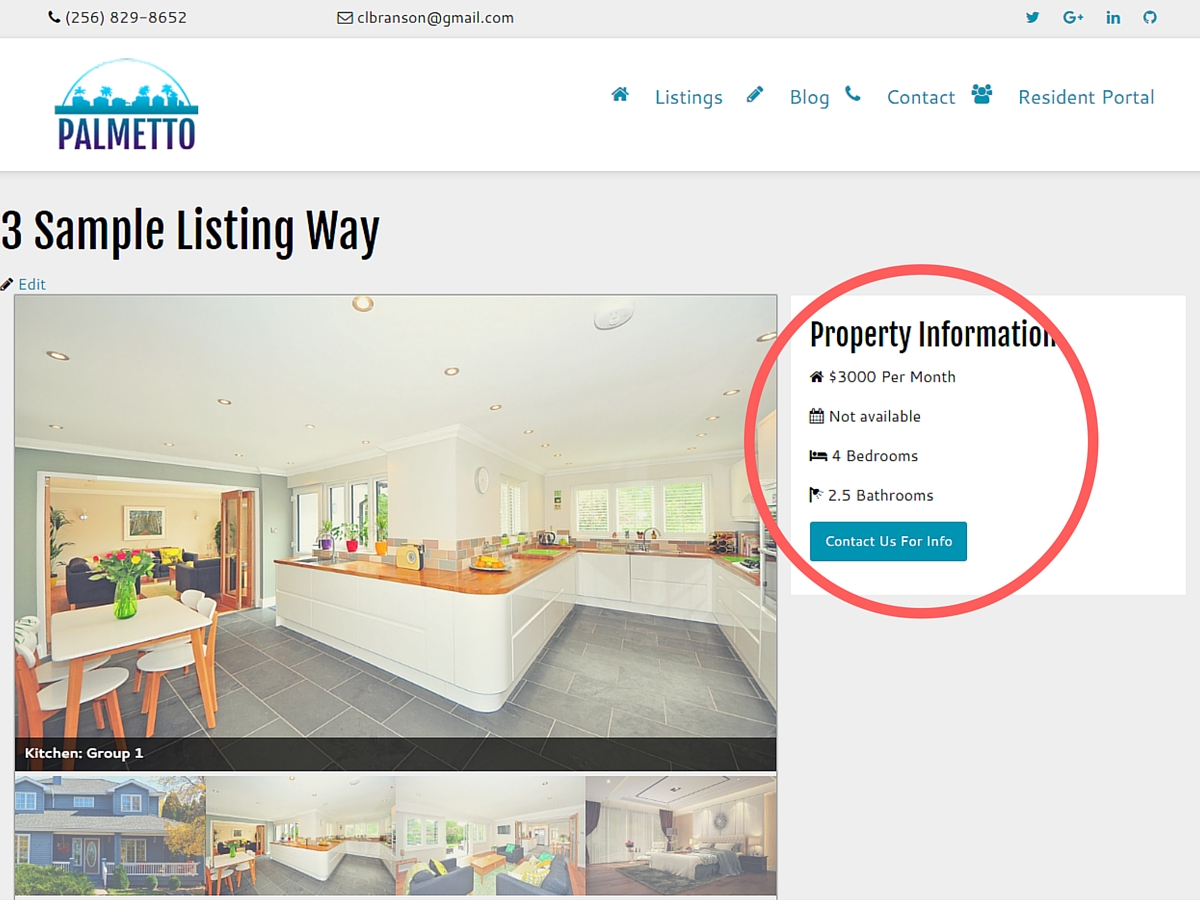 (256) 829-8652
clbranson@gmail.com
G+
in
PALMETTO
Listings
Blog
Contact
Resident Portal
3 Sample Listing Way
Edit
Property Information
$3000 Per Month
Not available
4 Bedrooms
2.5 Bathrooms
Contact Us For Info
Kitchen: Group 1